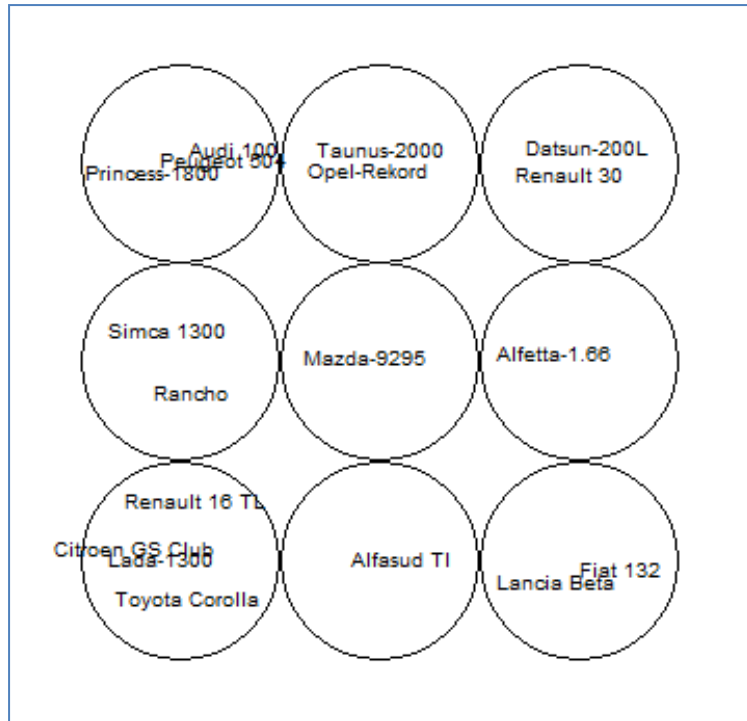 Audi 100
Peugeot 504
Princess-1800
Taunus-2000
Opel-Rekord
Datsun-200L
Renault 30
Simca 1300
Rancho
Mazda-9295
Alfetta-1.66
Renault 16 TL
Citroen GS Club
Lada-1300
Toyota Corolla
Alfasud TI
Fiat 132
Lancia Beta